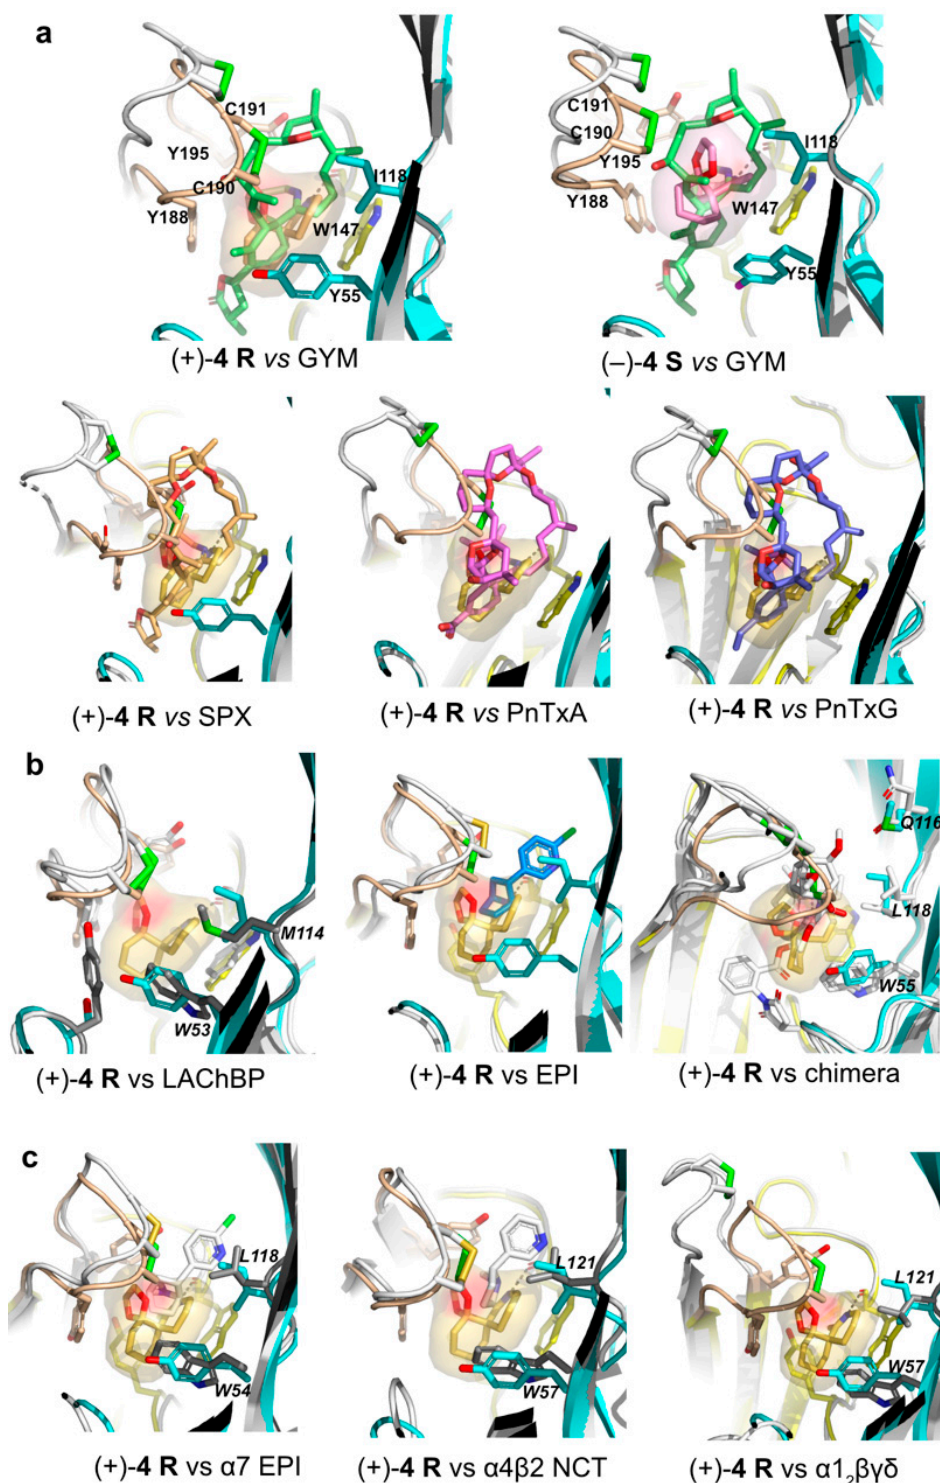 a
C191
Y195
C190
Y188
I118
W147
Y55
(+)-4 R vs GYM
C191
C190
Y195
Y188
I118
W147
Y55
(–)-4 S vs GYM
(+)-4 R vs SPX
(+)-4 R vs PnTxA
(+)-4 R vs PnTxG
b
M114
W53
(+)-4 R vs LAChBP
(+)-4 R vs EPI
Q116
L118
W55
(+)-4 R vs chimera
c
L118
W54
(+)-4 R vs α7 EPI
L121
W57
(+)-4 R vs α4β2 NCT
L121
W57
(+)-4 R vs α1₂βγδ